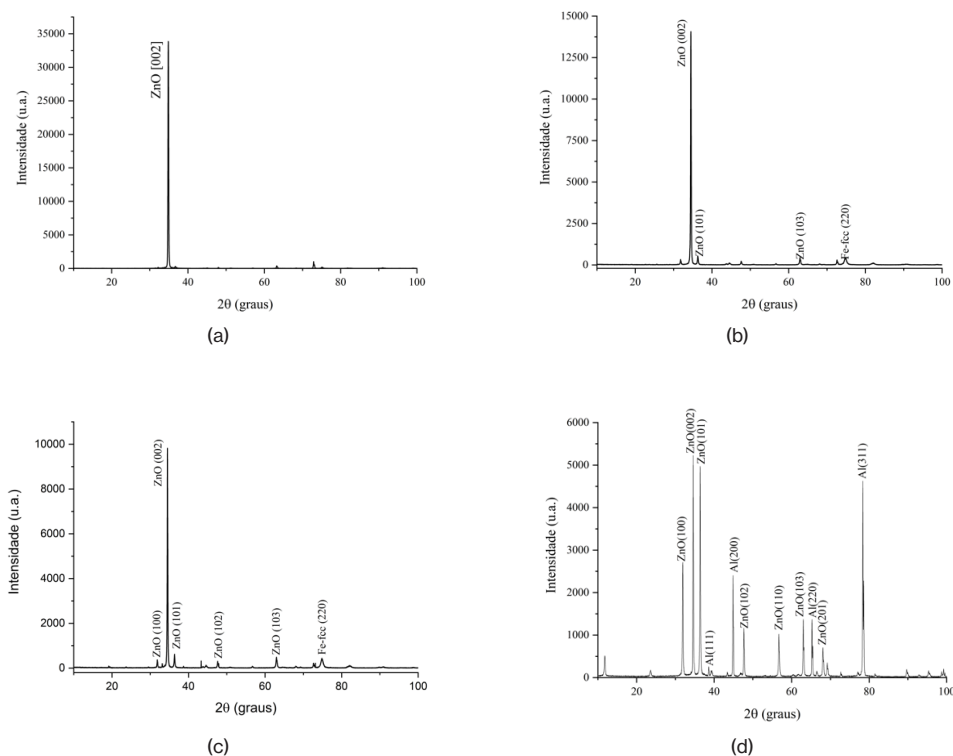 35000
30000
25000
20000
15000
10000
5000
0
Intensidade (u.a.)
ZnO [002]
20
40
60
80
100
2θ (graus)
(a)
15000
12500
10000
7500
5000
2500
0
Intensidade (u.a.)
ZnO (002)
ZnO (101)
ZnO (103)
Fe-fcc (220)
20
40
60
80
100
2θ (graus)
(b)
10000
8000
6000
4000
2000
0
Intensidade (u.a.)
ZnO (002)
ZnO (100)
ZnO (101)
ZnO (102)
ZnO (103)
Fe-fcc (220)
20
40
60
80
100
2θ (graus)
(c)
6000
5000
4000
3000
2000
1000
0
Intensidade (u.a.)
ZnO(100)
ZnO(002)
ZnO(101)
Al(111)
Al(200)
ZnO(102)
ZnO(110)
ZnO(103)
Al(220)
ZnO(201)
Al(311)
20
40
60
80
100
2θ (graus)
(d)